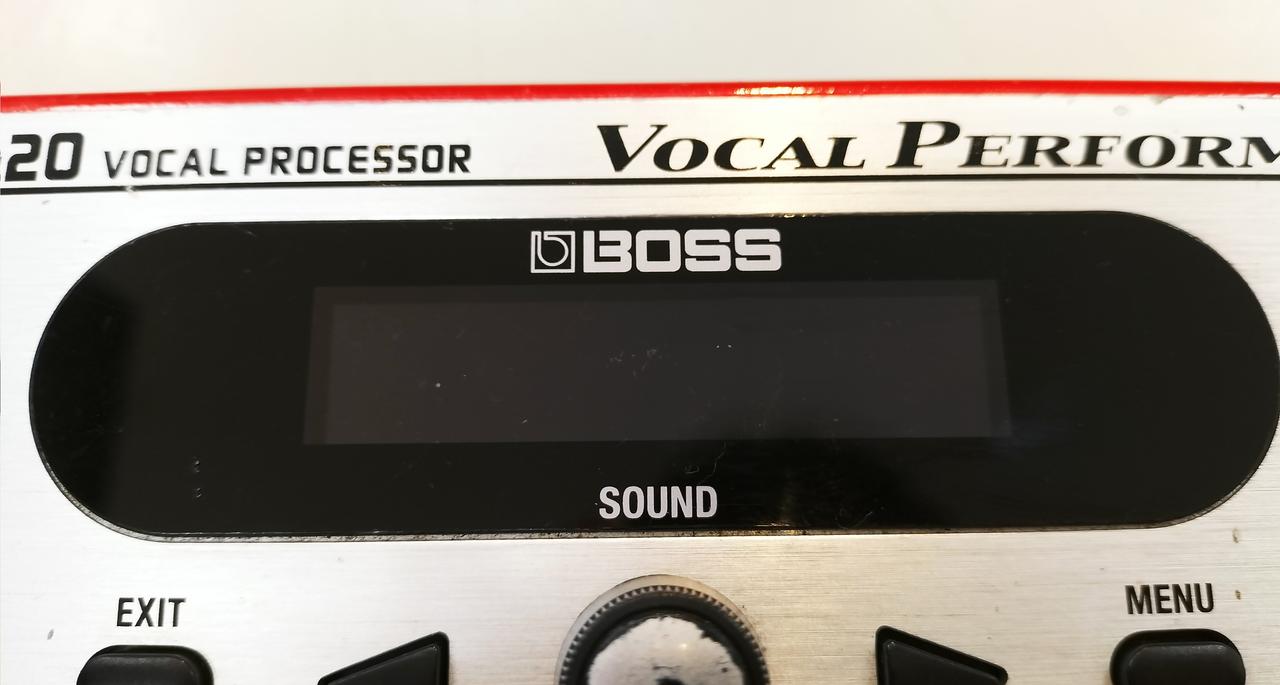 20 VOCAL PROCESSOR VOCAL PERFORM
BOSS
SOUND
EXIT MENU